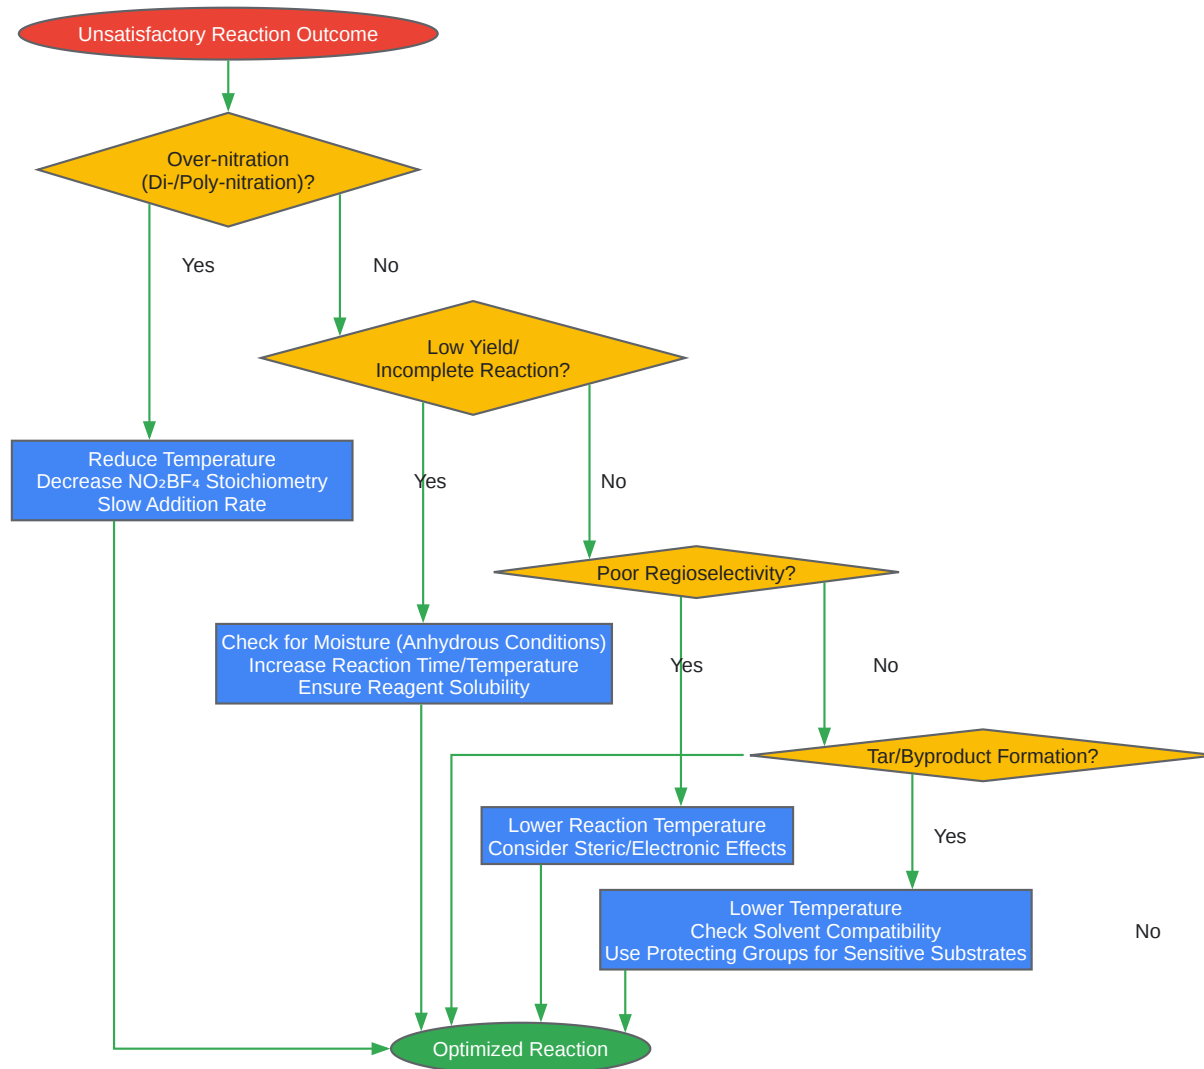 Unsatisfactory Reaction Outcome
Over-nitration
(Di-/Poly-nitration)?
Yes
No
Low Yield/
Incomplete Reaction?
Reduce Temperature
Decrease NO₂BF₄ Stoichiometry
Slow Addition Rate
Yes
No
Poor Regioselectivity?
Check for Moisture (Anhydrous Conditions)
Increase Reaction Time/Temperature
Ensure Reagent Solubility
Yes
No
Tar/Byproduct Formation?
Lower Reaction Temperature
Consider Steric/Electronic Effects
Yes
Lower Temperature
Check Solvent Compatibility
Use Protecting Groups for Sensitive Substrates
No
Optimized Reaction